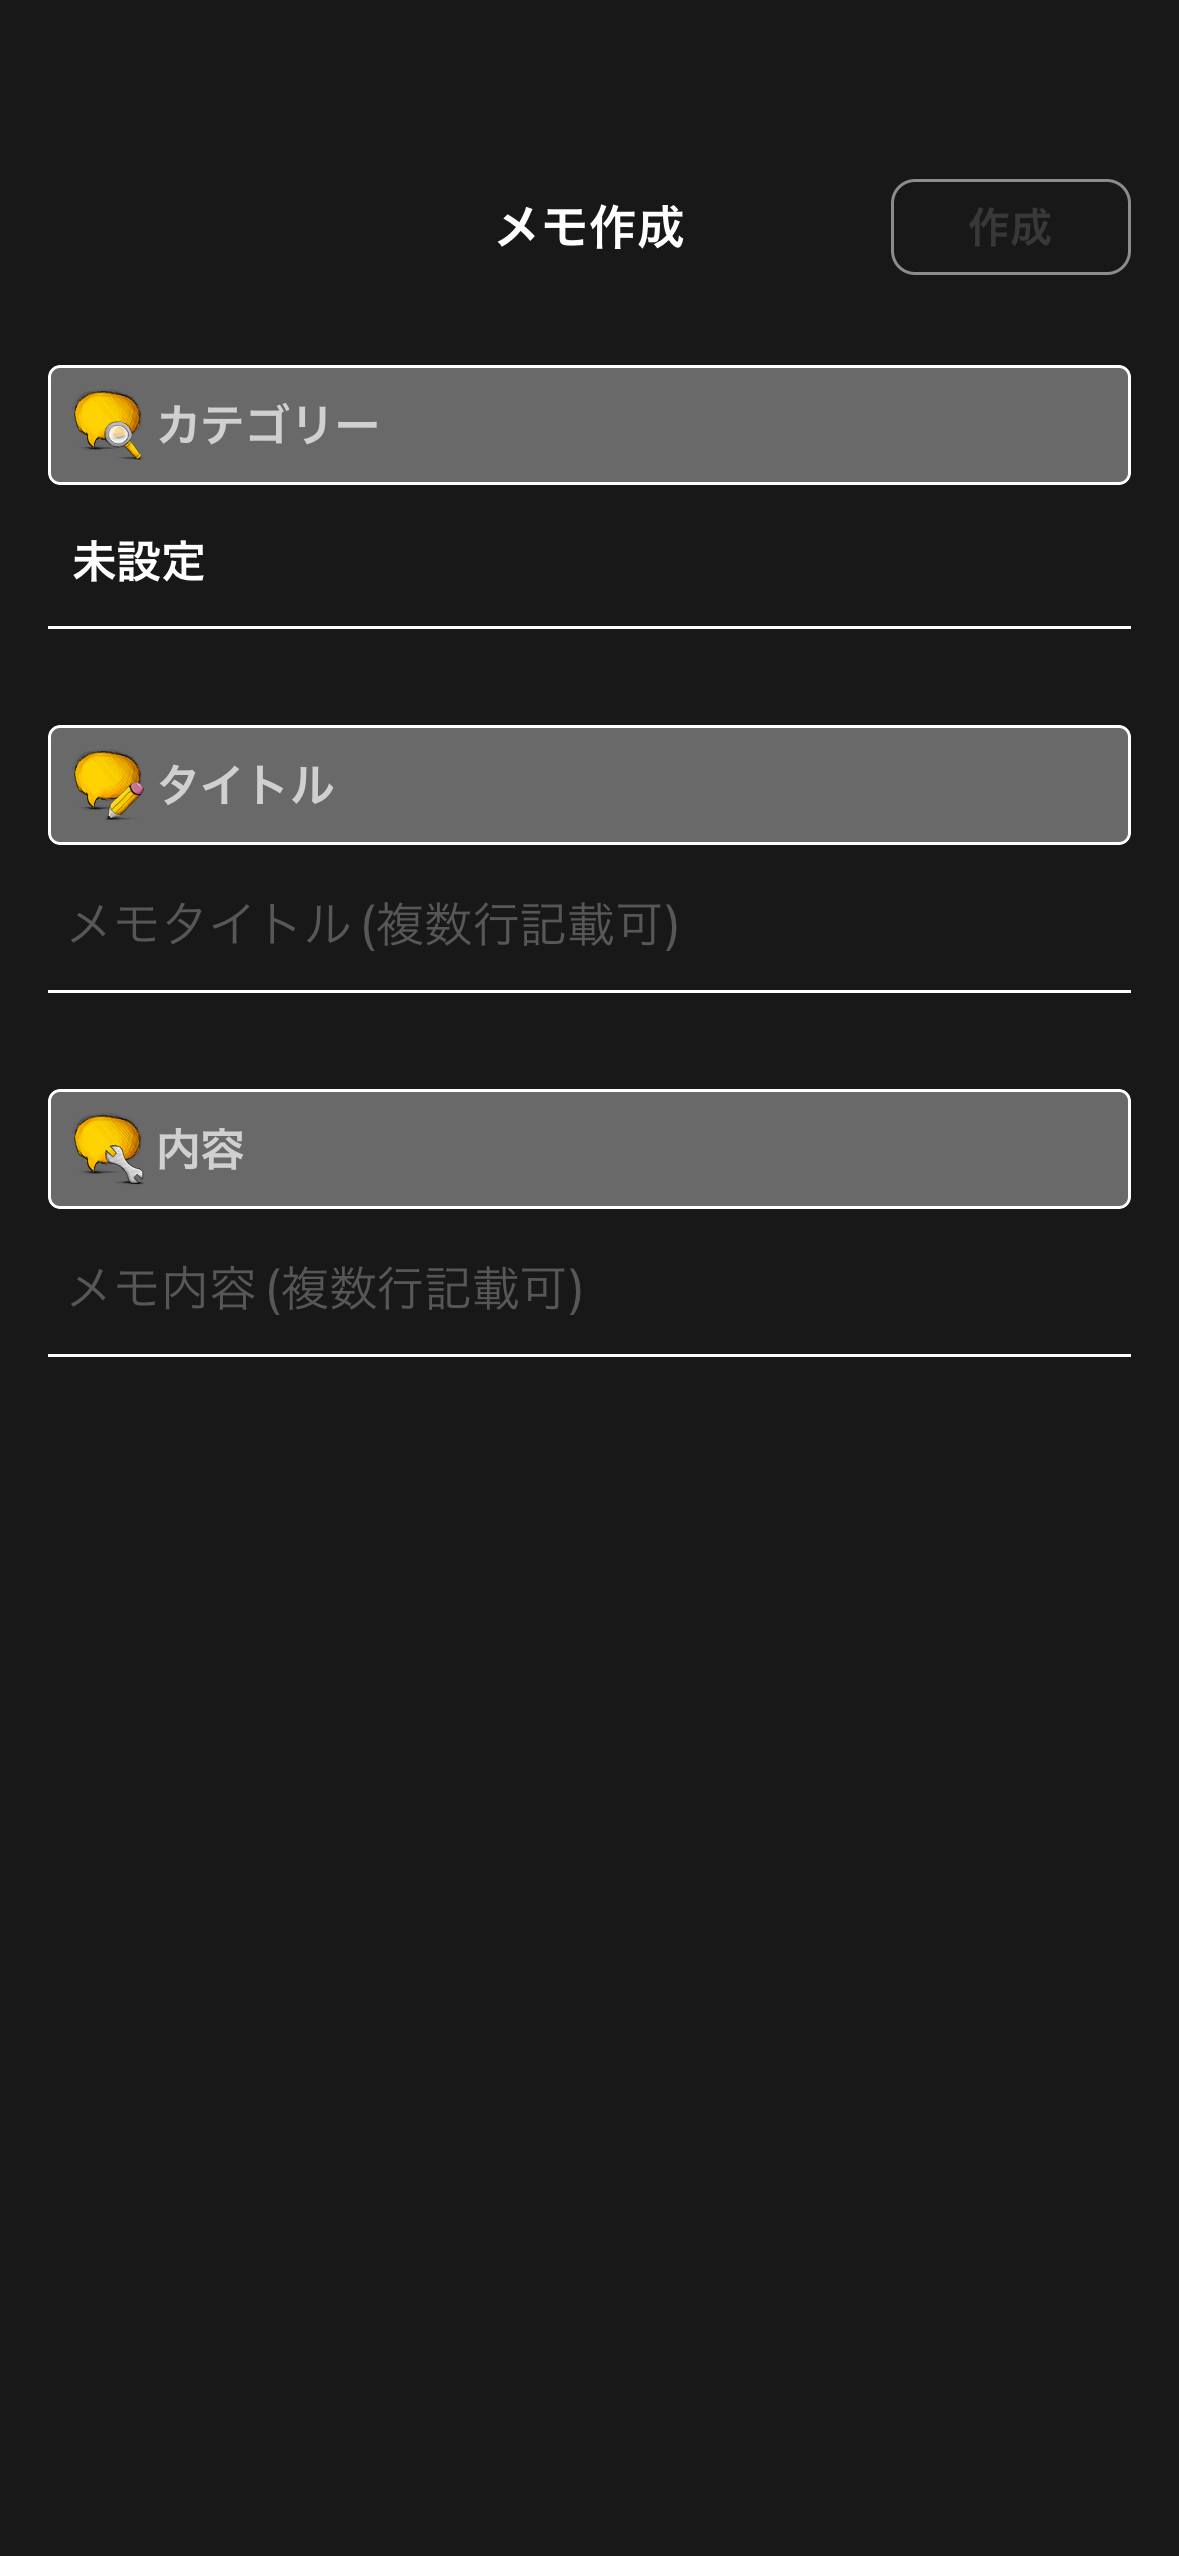 メモ作成
作成
カテゴリー
未設定
タイトル
メモタイトル (複数行記載可)
内容
メモ内容 (複数行記載可)